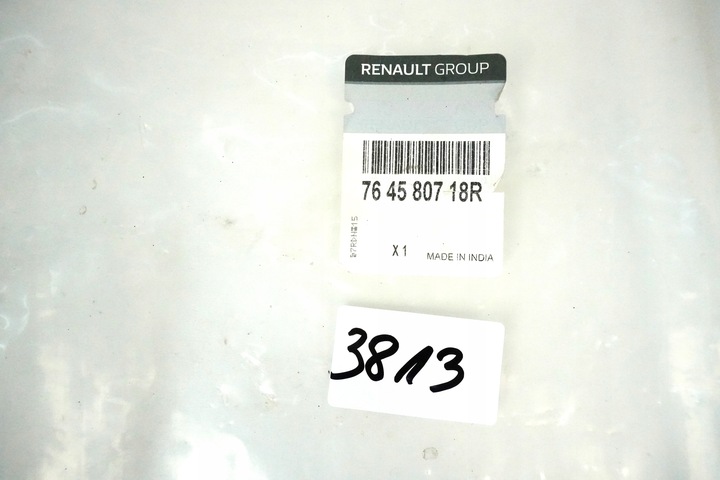 RENAULT GROUP
76 45 807 18R
X 1
MADE IN INDIA
3813